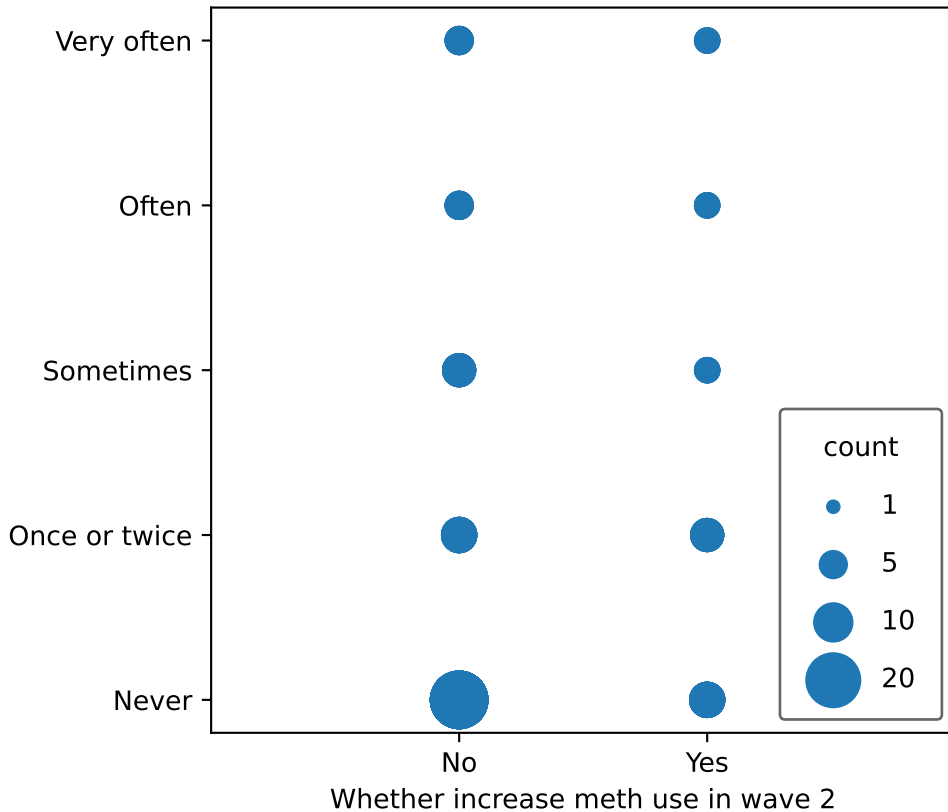 Very often
Often
Sometimes
Once or twice
Never
count
1
5
10
20
No Yes
Whether increase meth use in wave 2